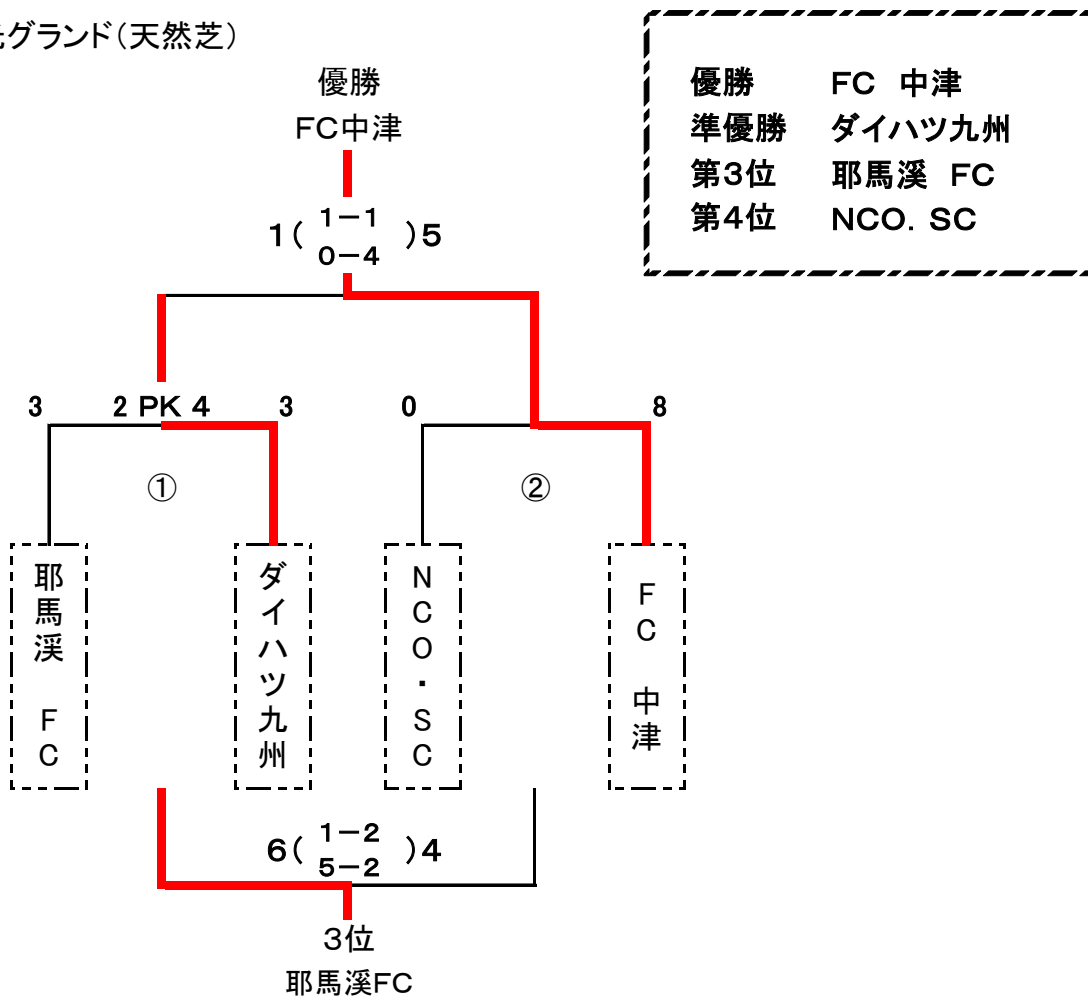 グランド（天然芝）
優勝
FC中津
1( 1－1 )5
0－4
優勝 FC 中津
準優勝 ダイハツ九州
第3位 耶馬溪 FC
第4位 NCO. SC
3 2 PK 4 3 0 8
① ②
耶馬溪 FC
ダイハツ九州
NCO・SC
FC 中津
6( 1－2 )4
5－2
3位
耶馬溪FC